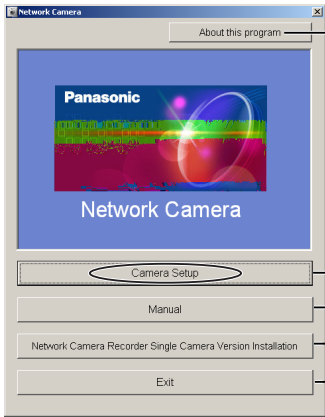 Network Camera
About this program
Panasonic
Network Camera
Camera Setup
Manual
Network Camera Recorder Single Camera Version Installation
Exit